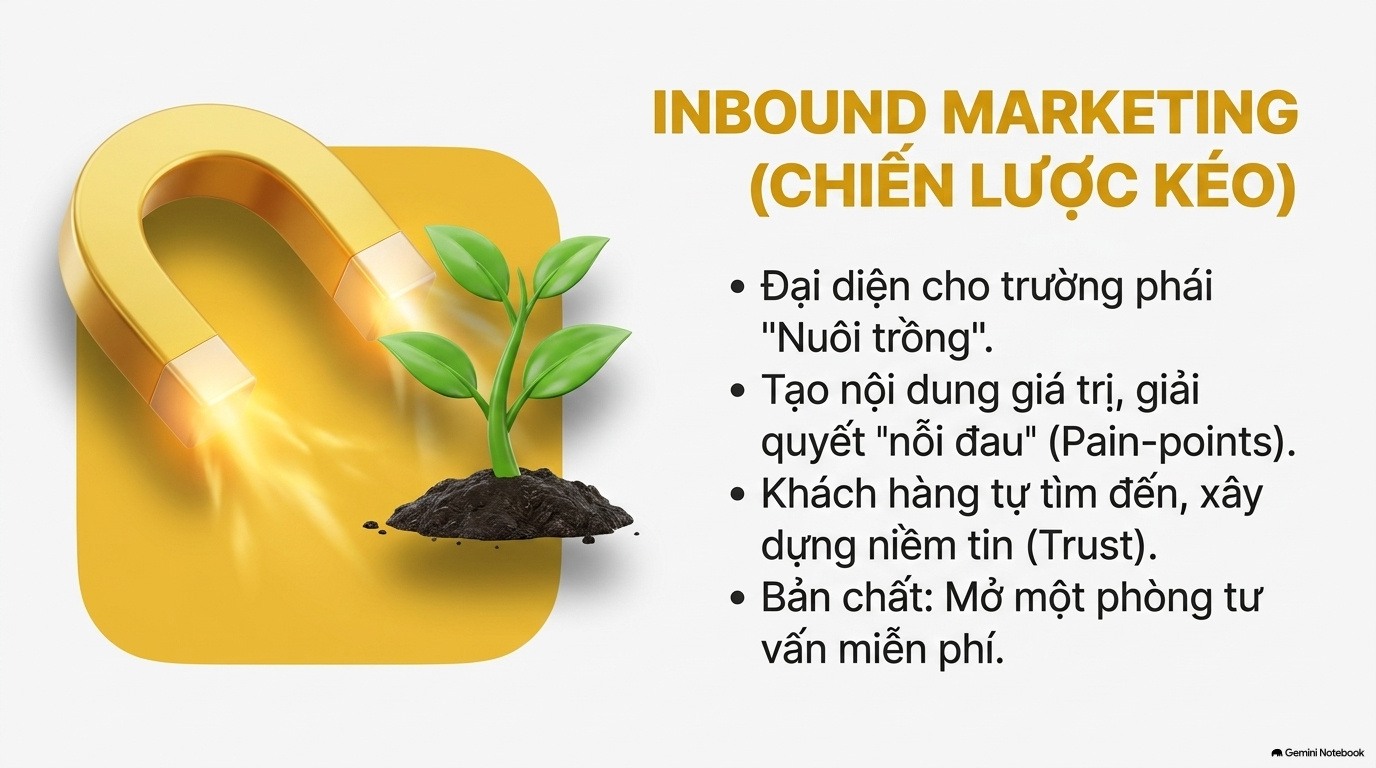 INBOUND MARKETING
(CHIẾN LƯỢC KÉO)
• Đại diện cho trường phái
"Nuôi trồng".
• Tạo nội dung giá trị, giải
quyết "nỗi đau" (Pain-points).
• Khách hàng tự tìm đến, xây
dựng niềm tin (Trust).
• Bản chất: Mở một phòng tư
vấn miễn phí.
Gemini Notebook